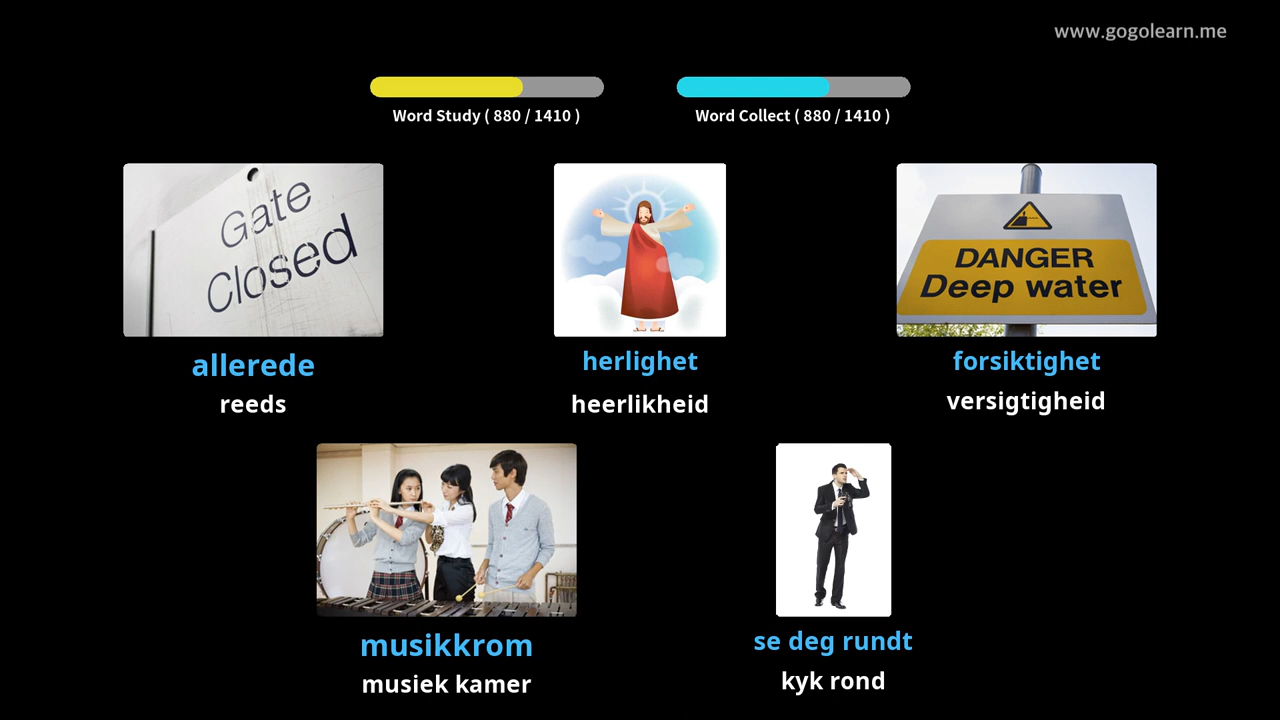 www.gogolearn.me
Word Study ( 880 / 1410 )
Word Collect ( 880 / 1410 )
Gate
Closed
DANGER
Deep water
allerede
reeds
herlighet
heerlikheid
forsiktighet
versigtigheid
musikkrom
musiek kamer
se deg rundt
kyk rond